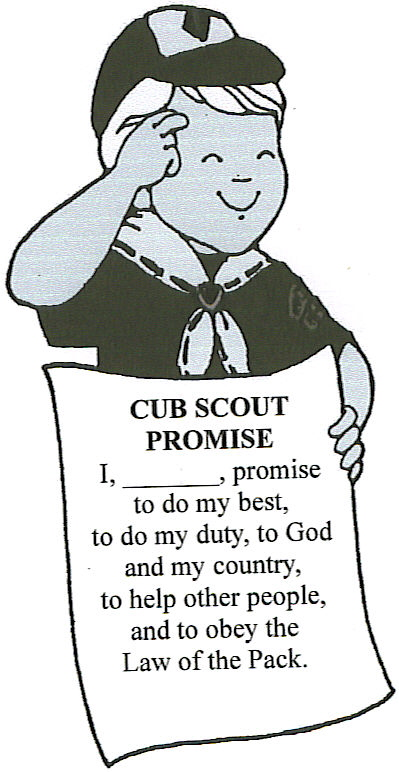 CUB SCOUT
PROMISE
I, _______, promise
to do my best,
to do my duty, to God
and my country,
to help other people,
and to obey the
Law of the Pack.